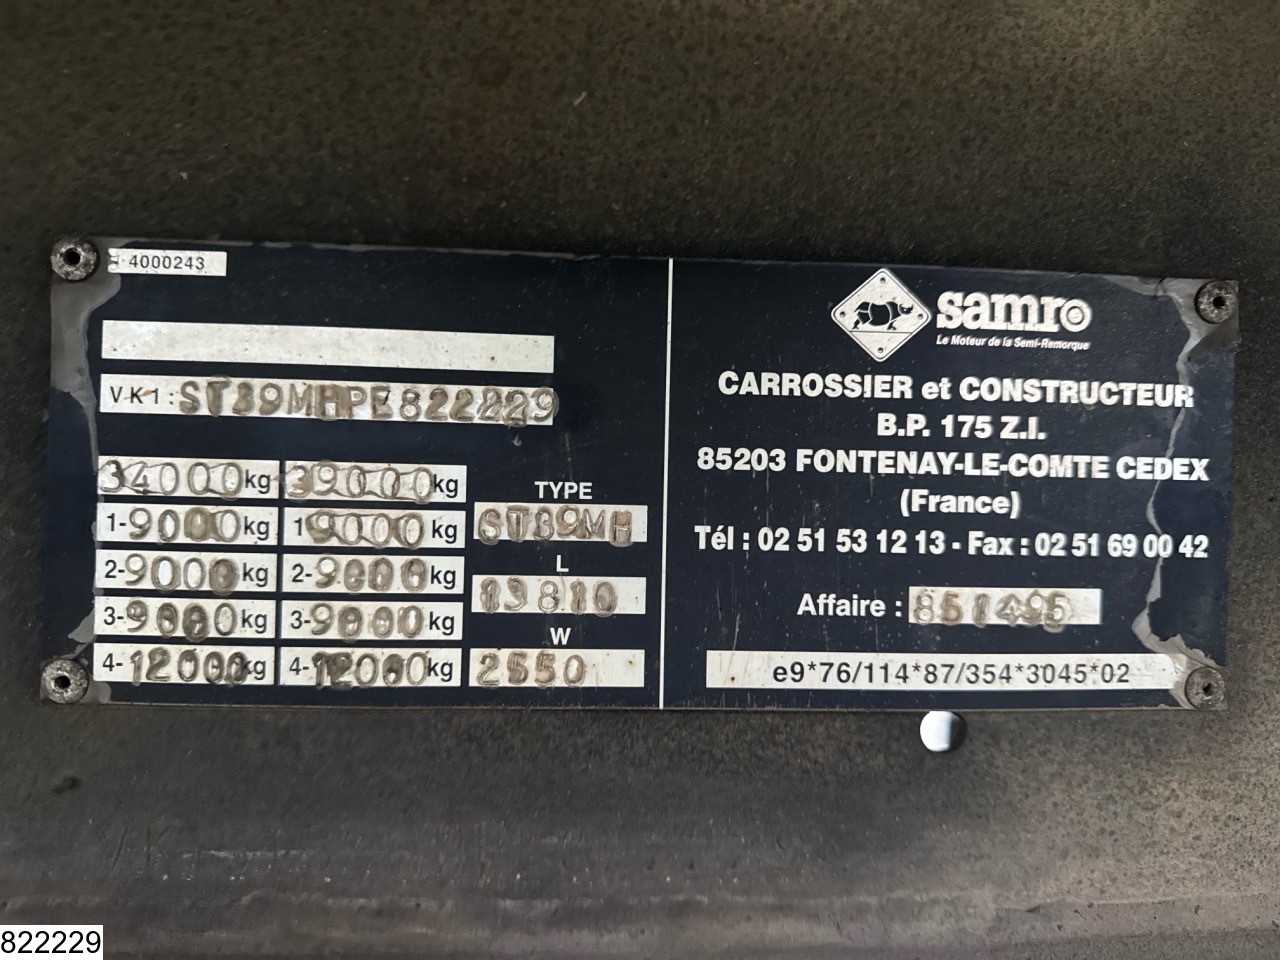 4000243
VK1: ST39MHPE822229
34000 kg 39000 kg
1-9000 kg 1-9000 kg
2-9000 kg 2-9000 kg
3-9000 kg 3-9000 kg
4-12000 kg 4-12000 kg
TYPE
ST39MH
L
13810
W
2550
samro
Le Moteur de la Semi-Remorque
CARROSSIER et CONSTRUCTEUR
B.P. 175 Z.I.
85203 FONTENAY-LE-COMTE CEDEX
(France)
Tél : 02 51 53 12 13 - Fax : 02 51 69 00 42
Affaire : 851495
e9*76/114*87/354*3045*02
822229